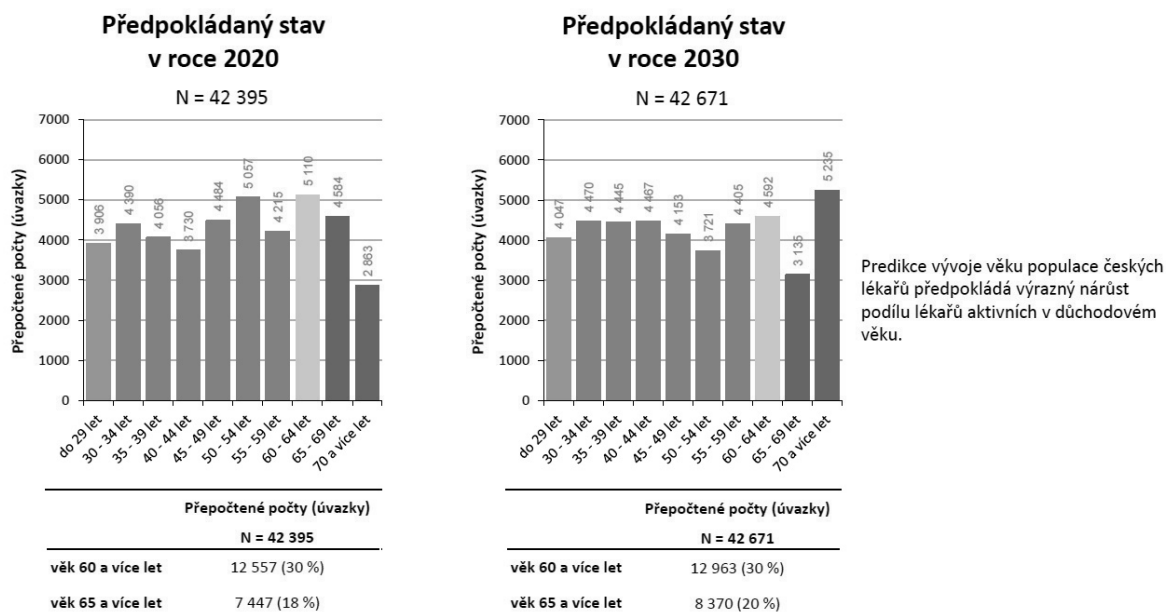 Předpokládaný stav
v roce 2020
N = 42 395
Přepočtené počty (úvazky)
7000
6000
5000
4000
3000
2000
1000
0
3 906
4 390
4 056
3 730
4 484
5 057
4 215
5 110
4 584
2 863
do 29 let
30 - 34 let
35 - 39 let
40 - 44 let
45 - 49 let
50 - 54 let
55 - 59 let
60 - 64 let
65 - 69 let
70 a více let
Přepočtené počty (úvazky)
N = 42 395
věk 60 a více let 12 557 (30 %)
věk 65 a více let 7 447 (18 %)
Předpokládaný stav
v roce 2030
N = 42 671
Přepočtené počty (úvazky)
7000
6000
5000
4000
3000
2000
1000
0
4 047
4 470
4 445
4 467
4 153
3 721
4 405
4 592
3 135
5 235
do 29 let
30 - 34 let
35 - 39 let
40 - 44 let
45 - 49 let
50 - 54 let
55 - 59 let
60 - 64 let
65 - 69 let
70 a více let
Přepočtené počty (úvazky)
N = 42 671
věk 60 a více let 12 963 (30 %)
věk 65 a více let 8 370 (20 %)
Predikce vývoje věku populace českých
lékařů předpokládá výrazný nárůst
podílu lékařů aktivních v důchodovém
věku.